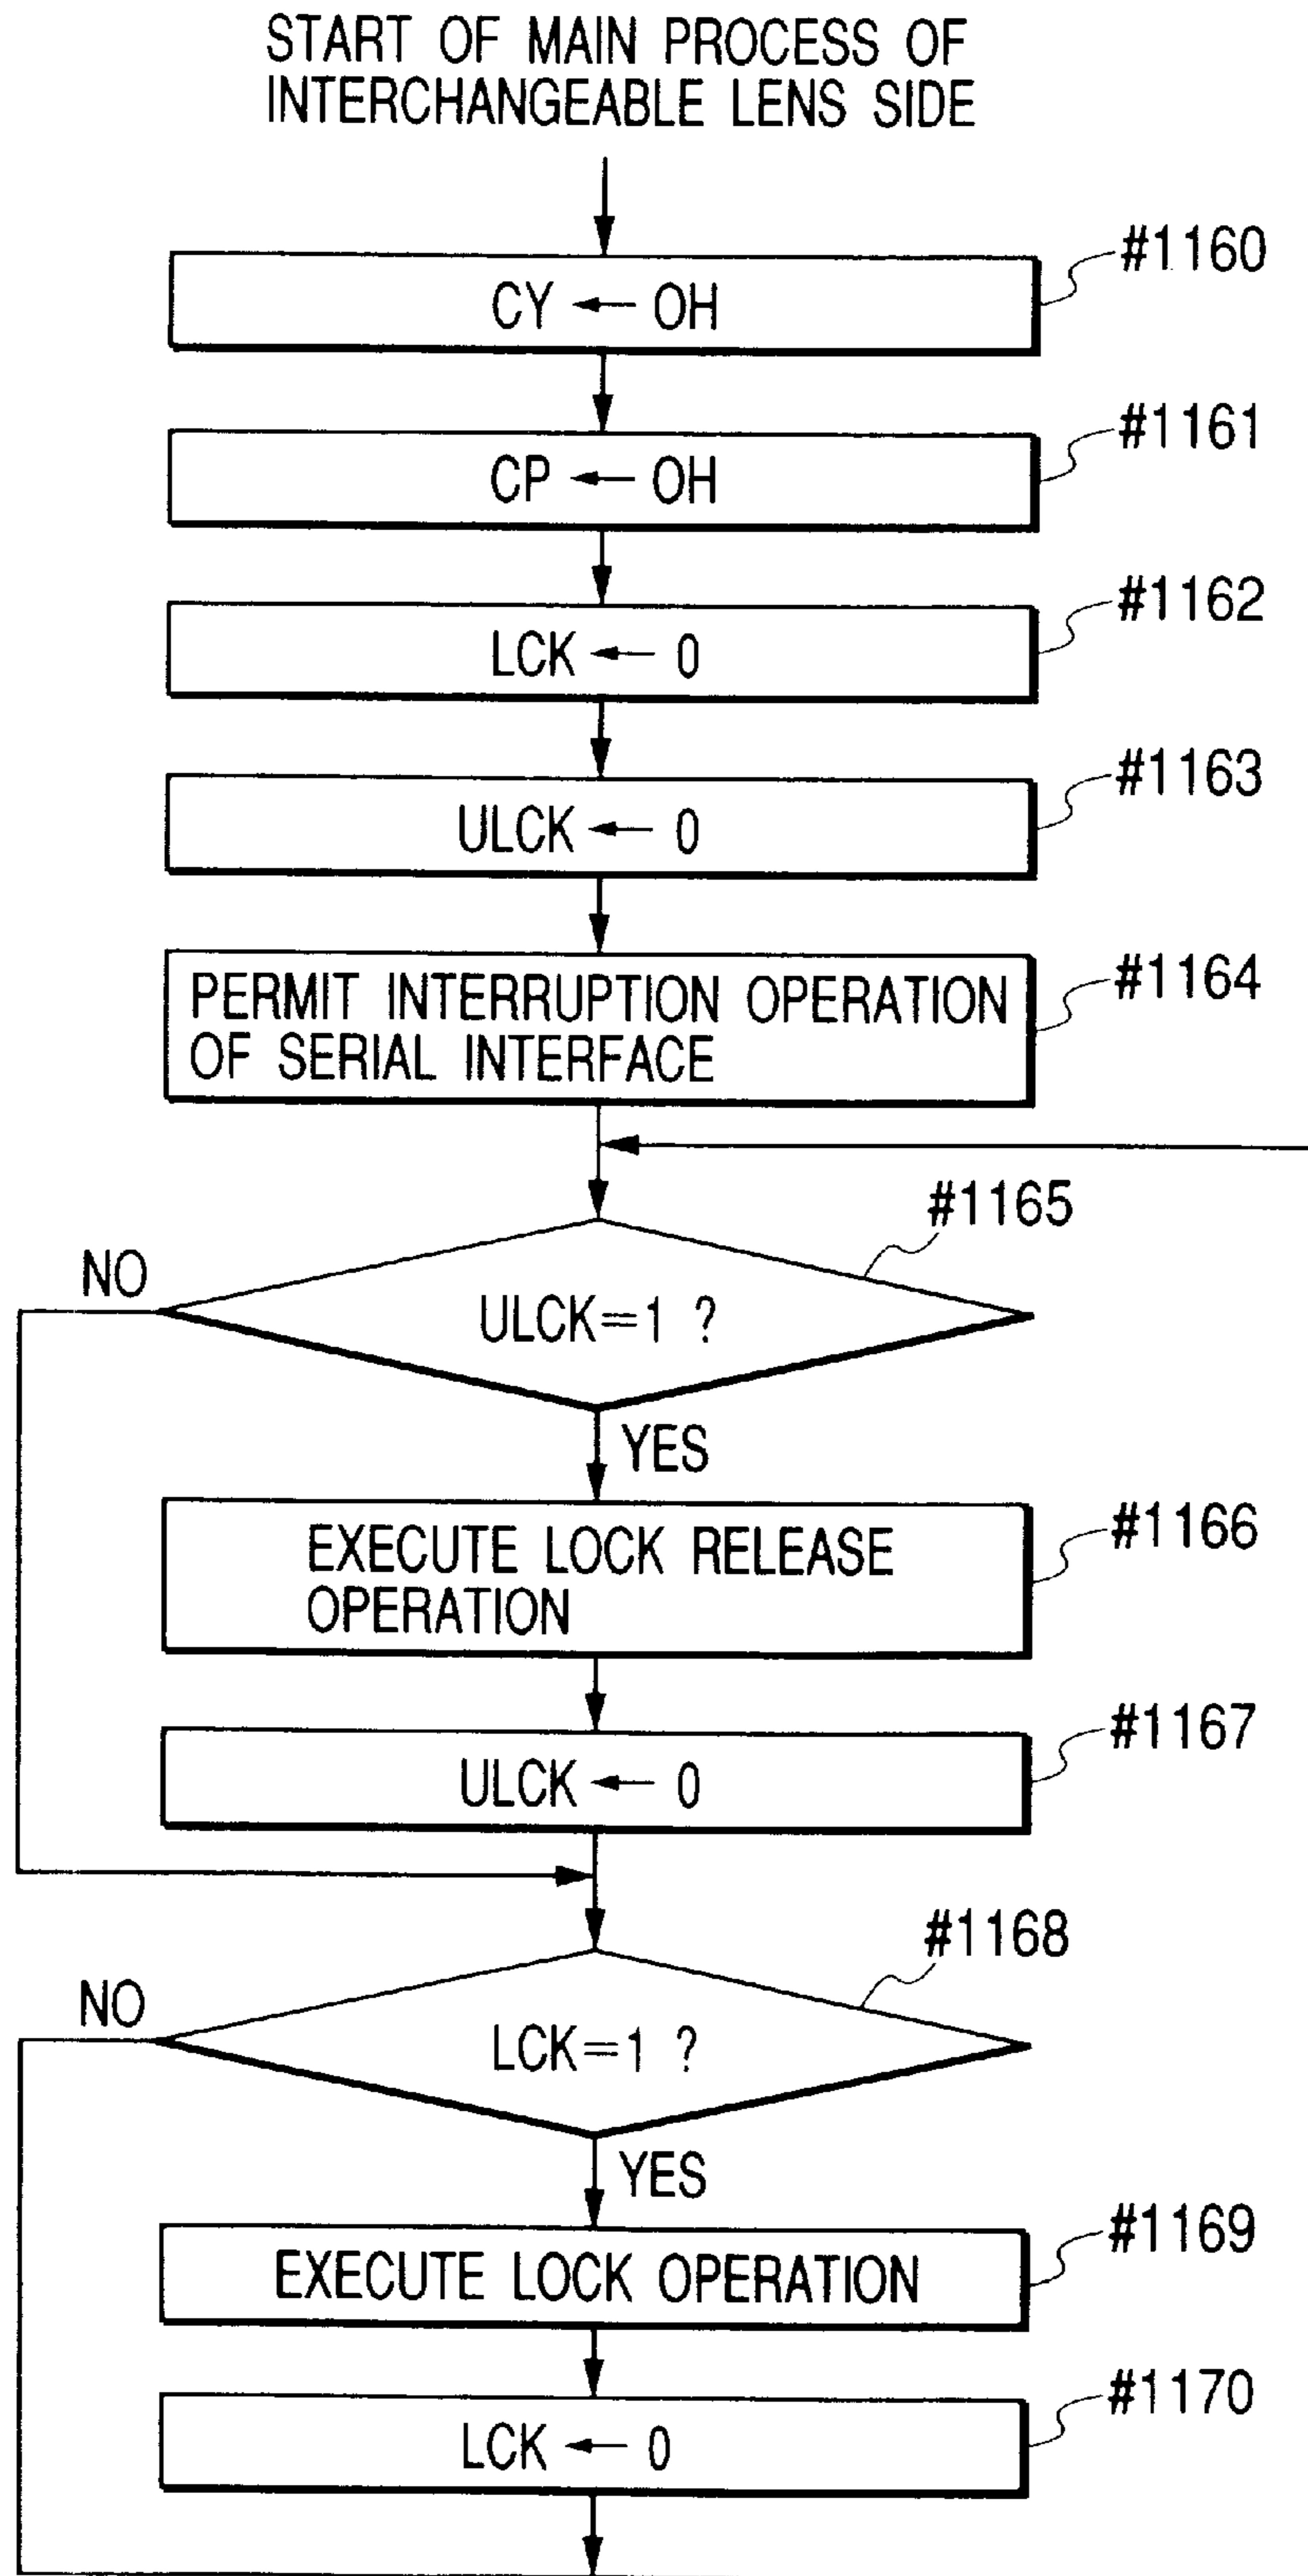 START OF MAIN PROCESS OF
INTERCHANGEABLE LENS SIDE
#1160
CY ← OH
#1161
CP ← OH
#1162
LCK ← 0
#1163
ULCK ← 0
#1164
PERMIT INTERRUPTION OPERATION
OF SERIAL INTERFACE
#1165
NO
ULCK=1 ?
YES
#1166
EXECUTE LOCK RELEASE
OPERATION
#1167
ULCK ← 0
#1168
NO
LCK=1 ?
YES
#1169
EXECUTE LOCK OPERATION
#1170
LCK ← 0